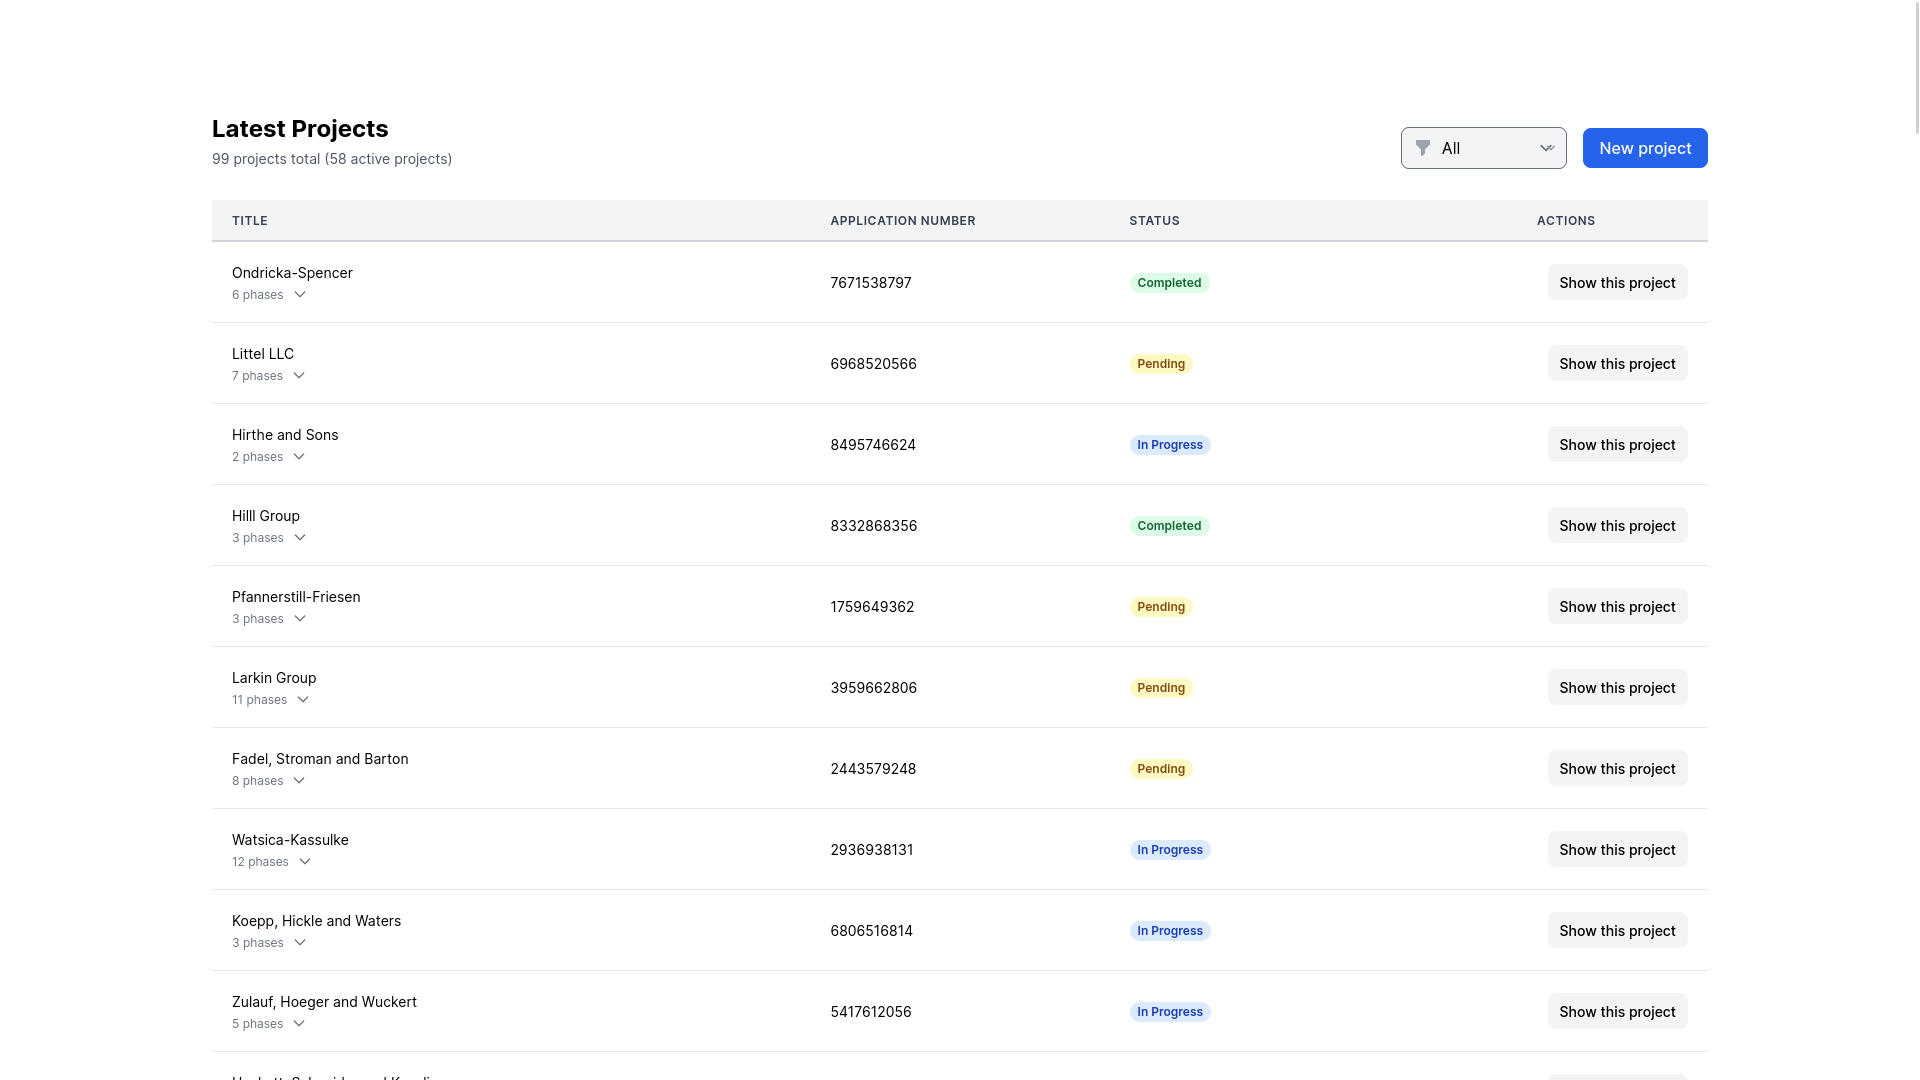 Latest Projects
99 projects total (58 active projects)
All
New project
TITLE APPLICATION NUMBER STATUS ACTIONS
Ondricka-Spencer
6 phases
7671538797 Completed Show this project
Littel LLC
7 phases
6968520566 Pending Show this project
Hirthe and Sons
2 phases
8495746624 In Progress Show this project
Hilll Group
3 phases
8332868356 Completed Show this project
Pfannerstill-Friesen
3 phases
1759649362 Pending Show this project
Larkin Group
11 phases
3959662806 Pending Show this project
Fadel, Stroman and Barton
8 phases
2443579248 Pending Show this project
Watsica-Kassulke
12 phases
2936938131 In Progress Show this project
Koepp, Hickle and Waters
3 phases
6806516814 In Progress Show this project
Zulauf, Hoeger and Wuckert
5 phases
5417612056 In Progress Show this project